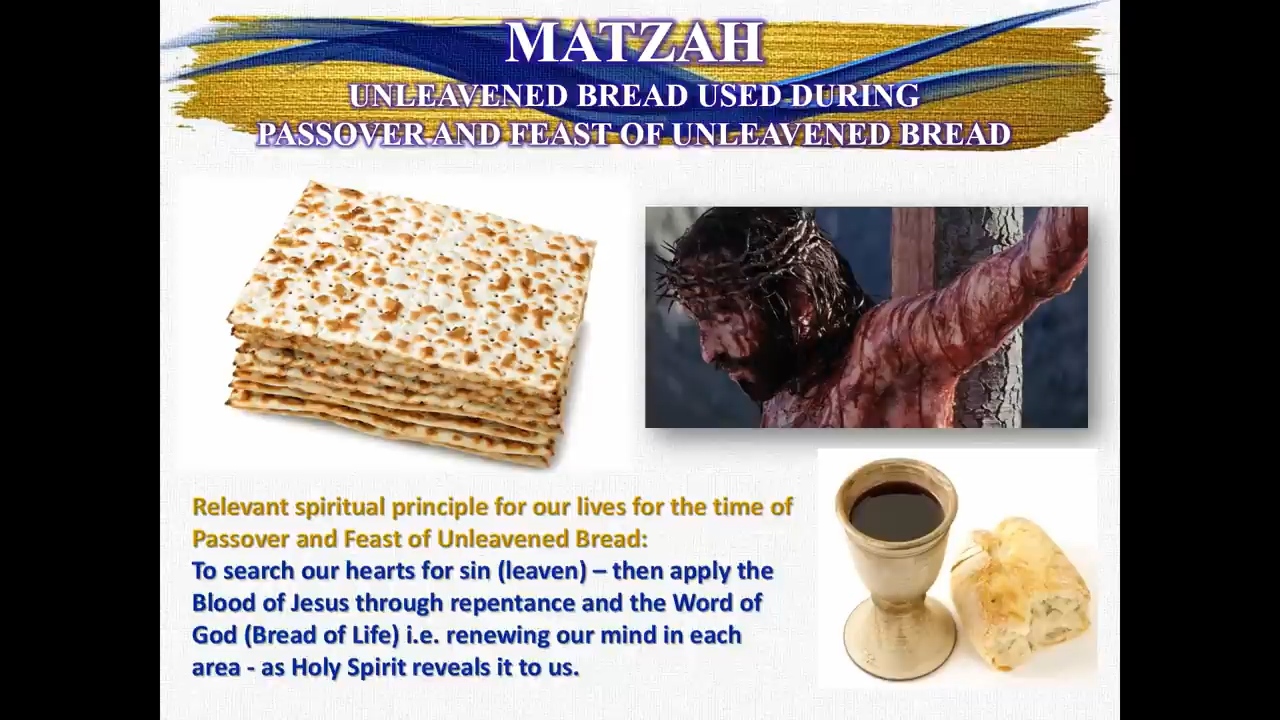 MATZAH
UNLEAVENED BREAD USED DURING
PASSOVER AND FEAST OF UNLEAVENED BREAD
Relevant spiritual principle for our lives for the time of
Passover and Feast of Unleavened Bread:
To search our hearts for sin (leaven) – then apply the
Blood of Jesus through repentance and the Word of
God (Bread of Life) i.e. renewing our mind in each
area - as Holy Spirit reveals it to us.